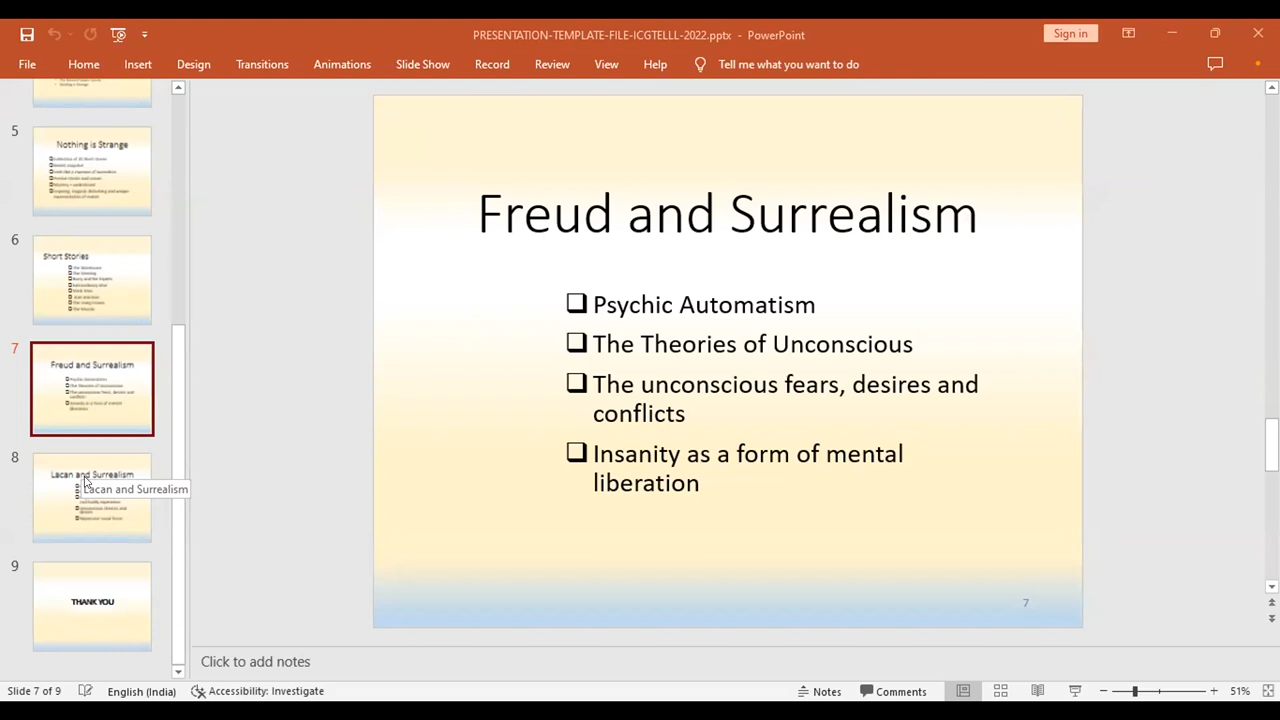 PRESENTATION-TEMPLATE-FILE-ICGTELLL-2022.pptx - PowerPoint
Sign in
File Home Insert Design Transitions Animations Slide Show Record Review View Help Tell me what you want to do
5
Nothing is Strange
6
Short Stories
7
Freud and Surrealism
8
Lacan and Surrealism
Lacan and Surrealism
9
THANK YOU
Freud and Surrealism
❑ Psychic Automatism
❑ The Theories of Unconscious
❑ The unconscious fears, desires and
conflicts
❑ Insanity as a form of mental
liberation
7
Click to add notes
Slide 7 of 9 English (India) Accessibility: Investigate Notes Comments 51%